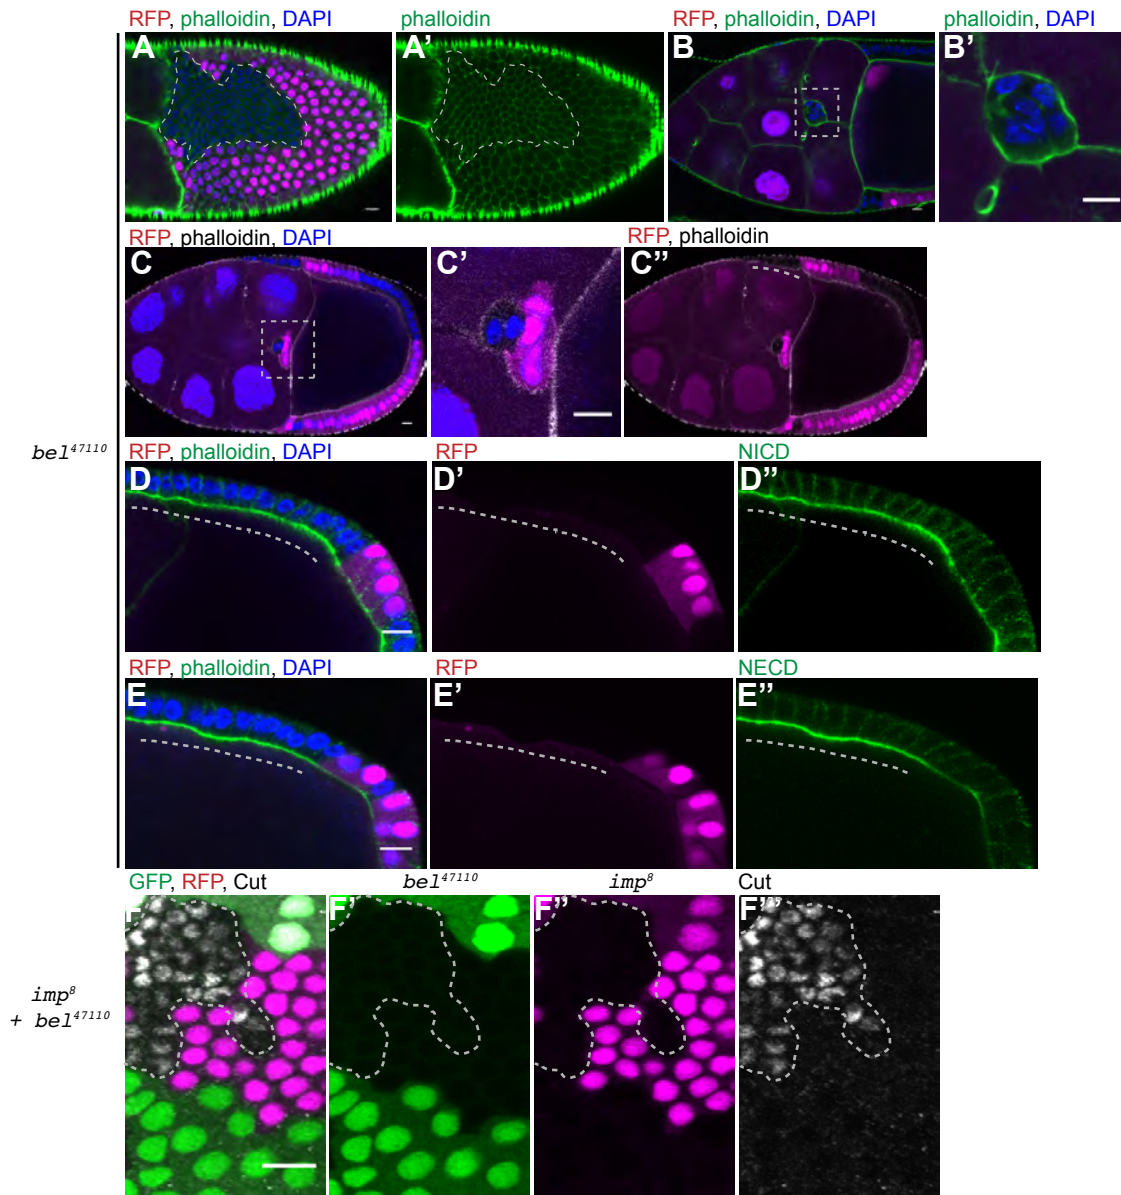 RFP, phalloidin, DAPI
phalloidin
RFP, phalloidin, DAPI
phalloidin, DAPI
A
A’
B
B’
RFP, phalloidin, DAPI
RFP, phalloidin
C
C’
C”
bel47110
RFP, phalloidin, DAPI
RFP
NICD
D
D’
D”
RFP, phalloidin, DAPI
RFP
NECD
E
E’
E”
GFP, RFP, Cut
bel47110
imp8
Cut
F
F’
F”
F”’
imp8
+ bel47110